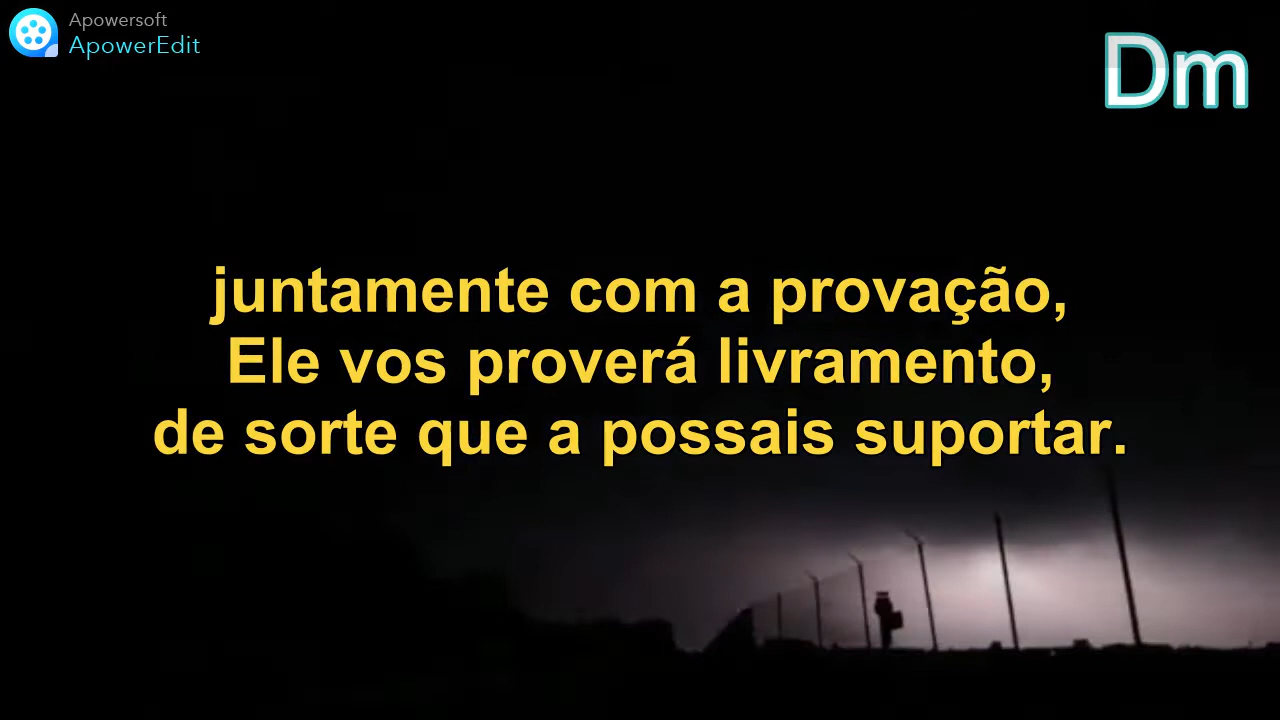 Apowersoft
ApowerEdit
Dm
juntamente com a provação,
Ele vos proverá livramento,
de sorte que a possais suportar.